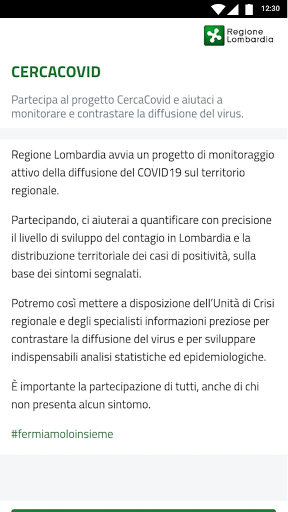 12:30
Regione
Lombardia
CERCACOVID
Partecipa al progetto CercaCovid e aiutaci a
monitorare e contrastare la diffusione del virus.
Regione Lombardia avvia un progetto di monitoraggio
attivo della diffusione del COVID19 sul territorio
regionale.
Partecipando, ci aiuterai a quantificare con precisione
il livello di sviluppo del contagio in Lombardia e la
distribuzione territoriale dei casi di positività, sulla
base dei sintomi segnalati.
Potremo così mettere a disposizione dell'Unità di Crisi
regionale e degli specialisti informazioni preziose per
contrastare la diffusione del virus e per sviluppare
indispensabili analisi statistiche ed epidemiologiche.
È importante la partecipazione di tutti, anche di chi
non presenta alcun sintomo.
#fermiamoloinsieme